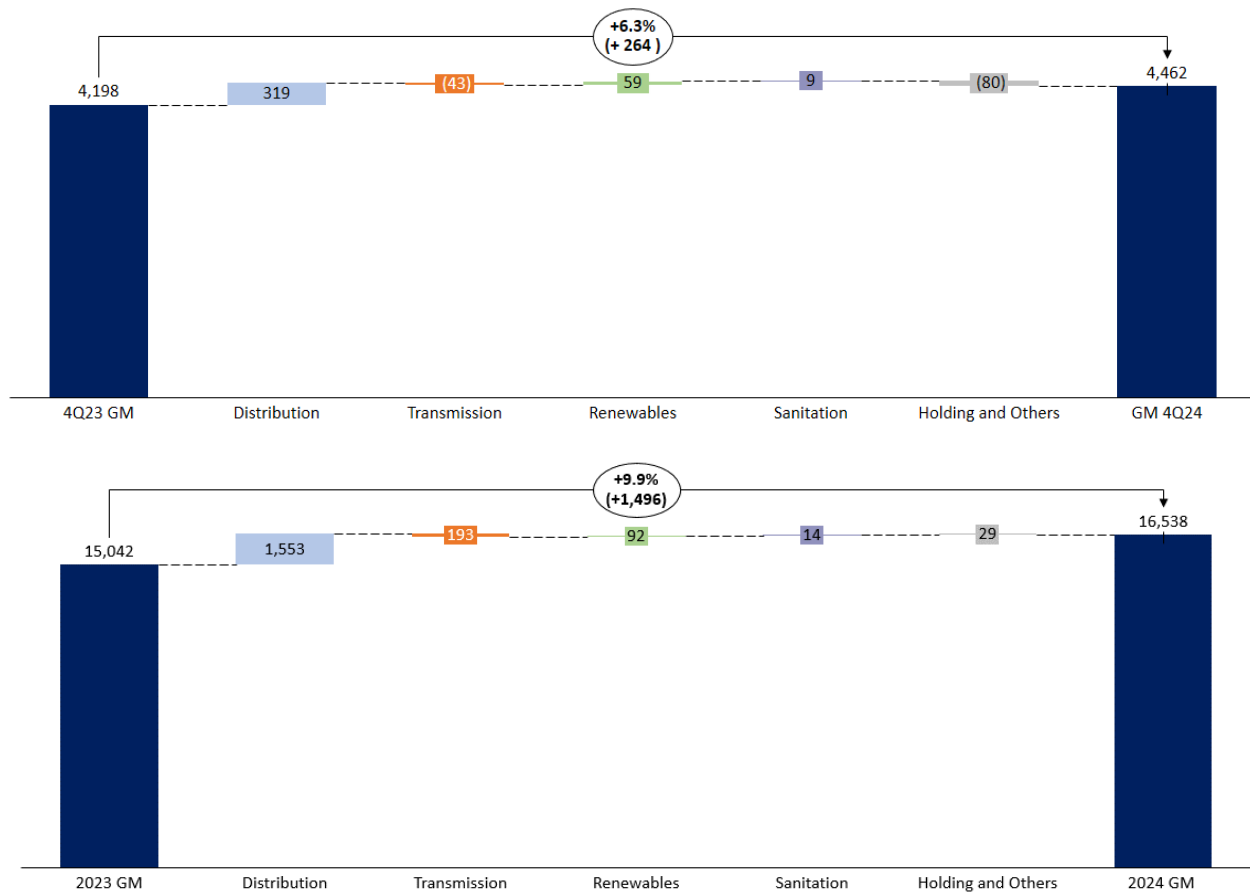 +6.3%
(+ 264 )
4,198
319
(43)
59
9
(80)
4,462
4Q23 GM
Distribution
Transmission
Renewables
Sanitation
Holding and Others
GM 4Q24
+9.9%
(+1,496)
15,042
1,553
193
92
14
29
16,538
2023 GM
Distribution
Transmission
Renewables
Sanitation
Holding and Others
2024 GM